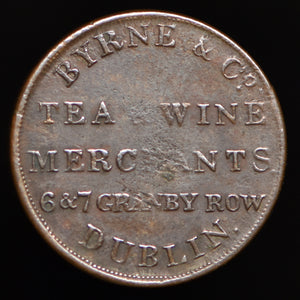 BYRNE & Co.
TEA WINE
MERCHANTS
6 & 7 GRANBY ROW
DUBLIN.